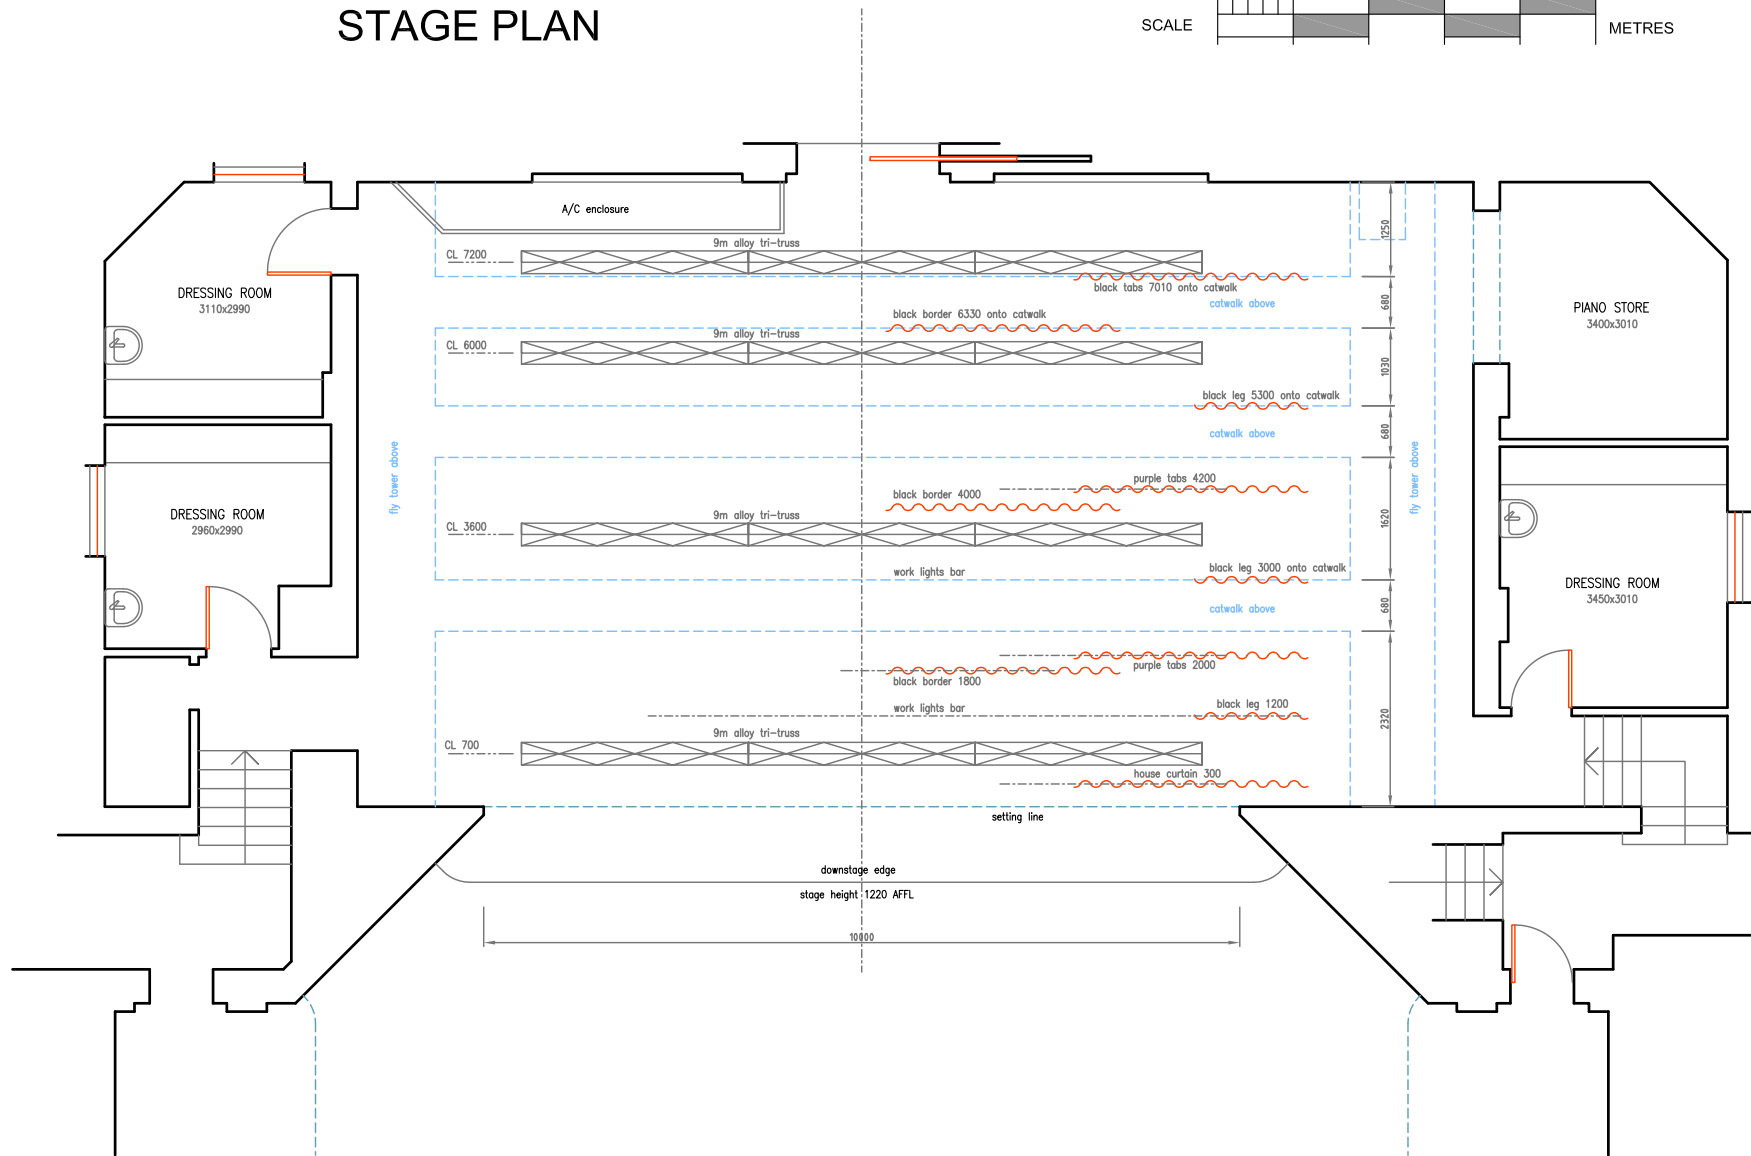 STAGE PLAN
SCALE
METRES
A/C enclosure
9m alloy tri-truss
CL 7200
1250
black tabs 7010 onto catwalk
DRESSING ROOM
3110x2990
catwalk above
680
PIANO STORE
3400x3010
black border 6330 onto catwalk
9m alloy tri-truss
CL 6000
1030
black leg 5300 onto catwalk
catwalk above
680
fly tower above
fly tower above
purple tabs 4200
black border 4000
DRESSING ROOM
2960x2990
9m alloy tri-truss
CL 3600
1620
work lights bar
black leg 3000 onto catwalk
DRESSING ROOM
3450x3010
catwalk above
680
purple tabs 2000
black border 1800
work lights bar
black leg 1200
2320
9m alloy tri-truss
CL 700
house curtain 300
setting line
downstage edge
stage height 1220 AFFL
10000